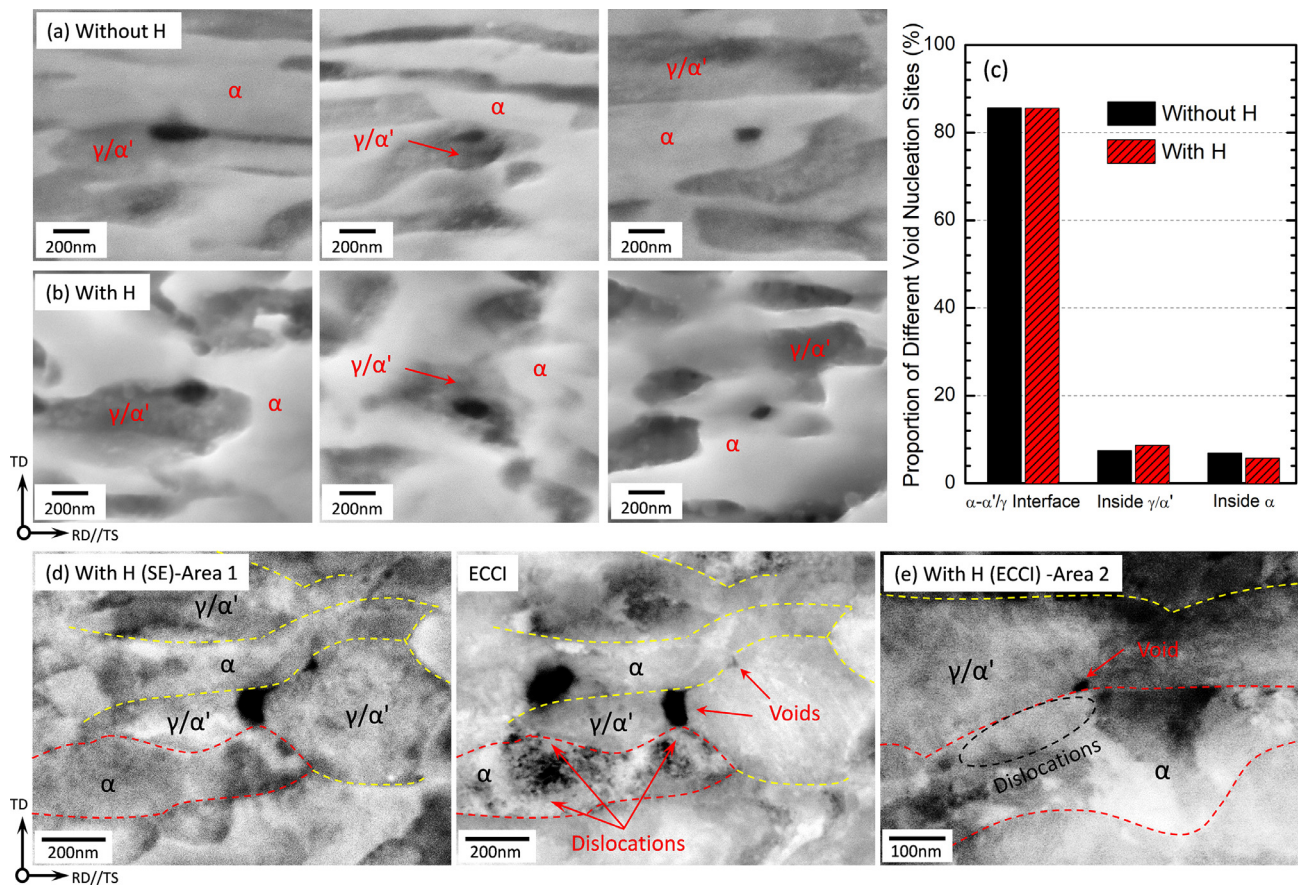 (a) Without H
α
γ/α'
200nm
α
γ/α'
200nm
γ/α'
α
200nm
(b) With H
γ/α'
α
200nm
γ/α'
α
200nm
γ/α'
α
200nm
TD
RD//TS
(c)
Without H
With H
Proportion of Different Void Nucleation Sites (%)
100
80
60
40
20
0
α-α'/γ Interface
Inside γ/α'
Inside α
(d) With H (SE)-Area 1
γ/α'
α
γ/α'
γ/α'
α
200nm
TD
RD//TS
ECCI
α
γ/α'
Voids
α
Dislocations
200nm
(e) With H (ECCI) -Area 2
Void
γ/α'
Dislocations
α
100nm